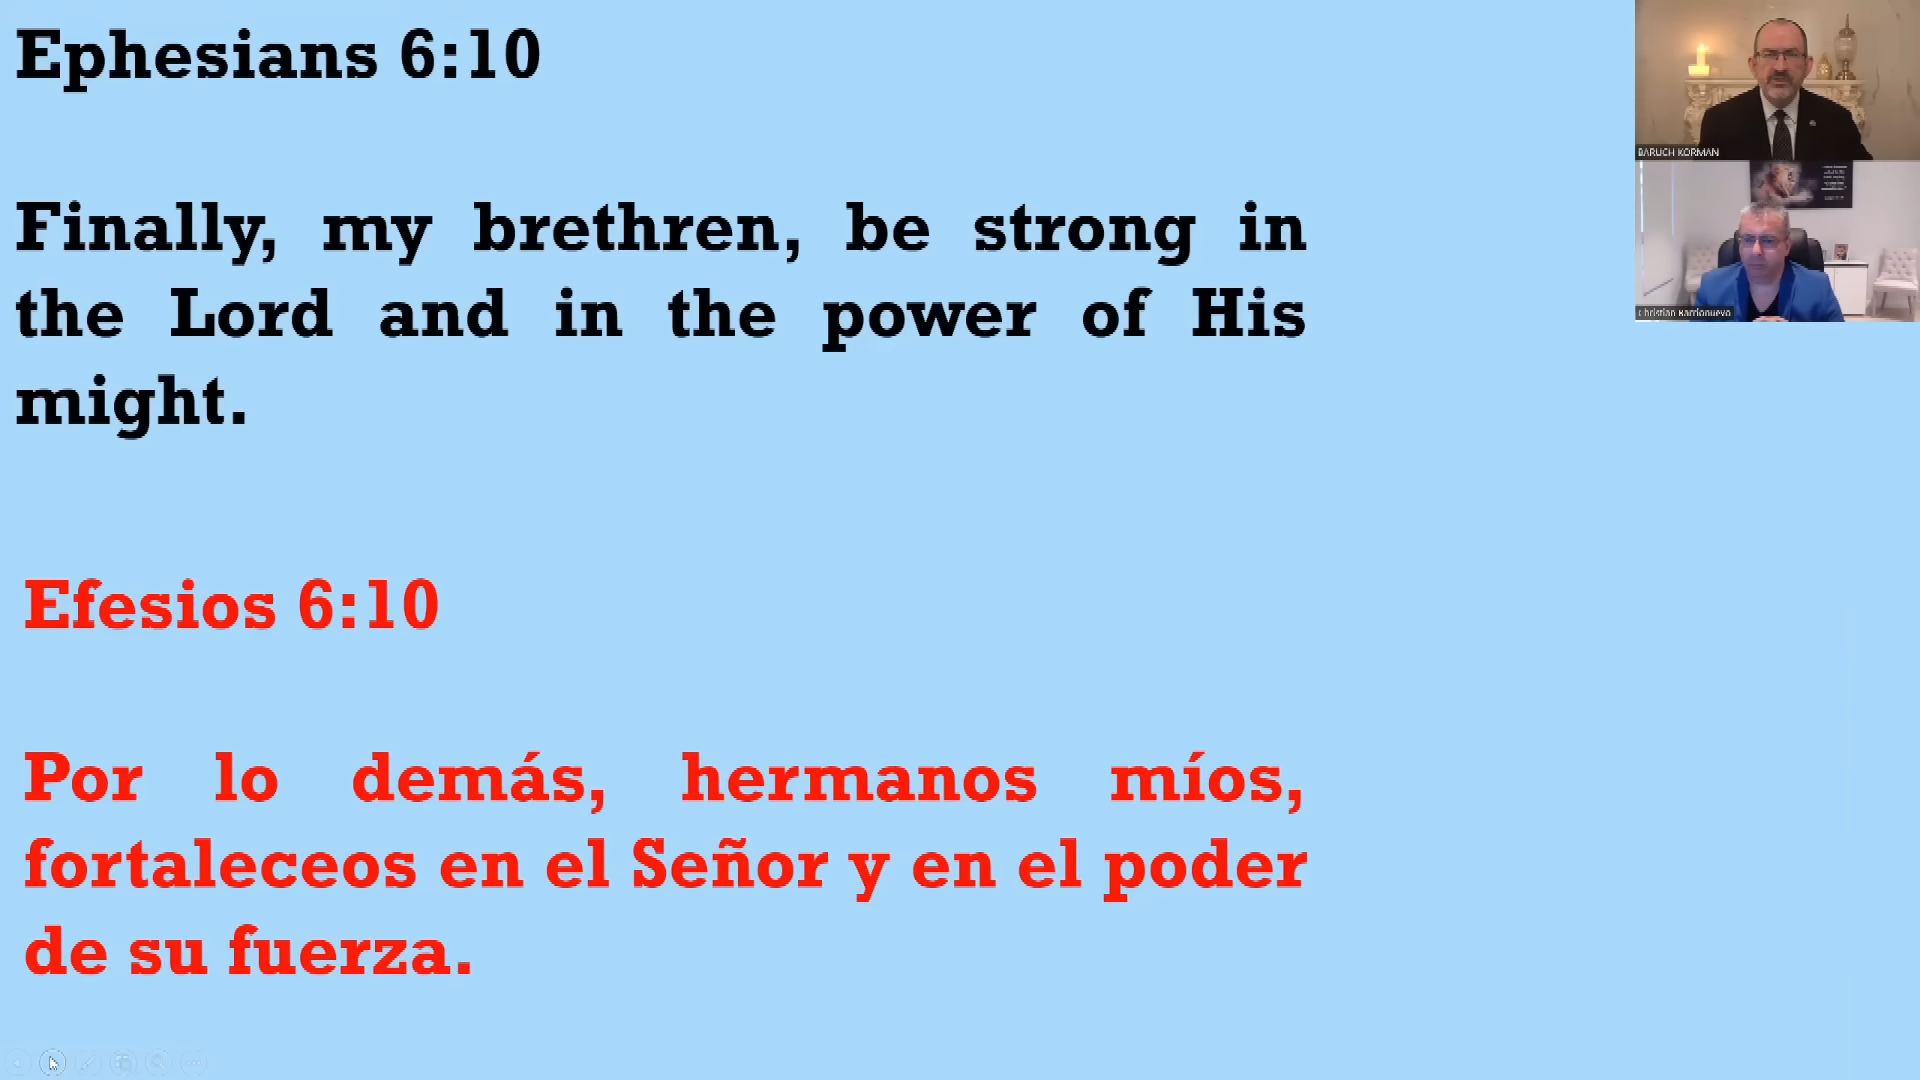 Ephesians 6:10
Finally, my brethren, be strong in
the Lord and in the power of His
might.
Efesios 6:10
Por lo demás, hermanos míos,
fortaleceos en el Señor y en el poder
de su fuerza.
BARUCH KORMAN
Christian Barrionuevo